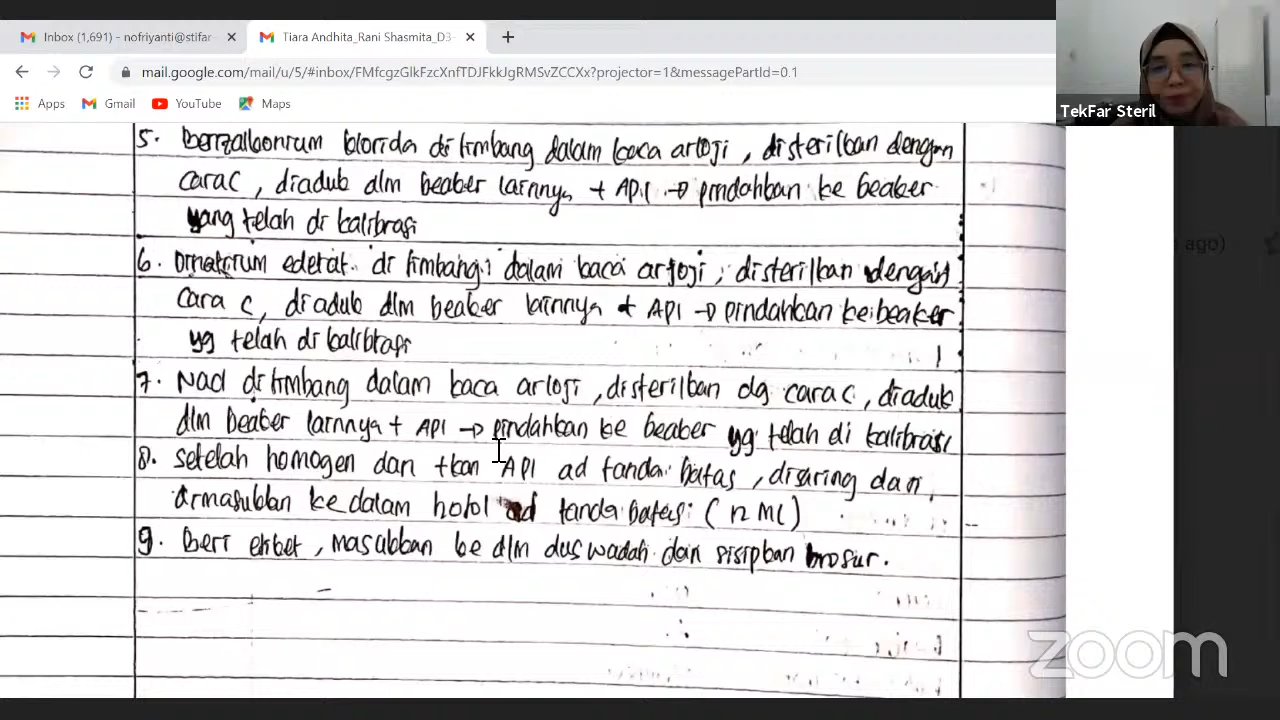 Inbox (1,691) - nofriyanti@stifar
Tiara Andhita_Rani Shasmita_D3-
mail.google.com/mail/u/5/#inbox/FMfcgzGlkFzcXnfTDJFkkJgRMSvZCCXx?projector=1&messagePartId=0.1
Apps Gmail YouTube Maps
TekFar Steril
5. benzalkonium klorida di timbang dalam kaca arloji, disterilkan dengan
cara C, diaduk dlm beaker lainnya + API → pindahkan ke beaker
yang telah di kalibrasi
6. Dinatrium edetat di timbang dalam kaca arloji, disterilkan dengan
cara C, diaduk dlm beaker lainnya + API → pindahkan ke beaker
yg telah di kalibrasi
7. Nacl di timbang dalam kaca arloji, disterilkan dg cara C, diaduk
dlm beaker lainnya + API → pindahkan ke beaker yg telah di kalibrasi
8. setelah homogen dan +kan API ad tanda batas, disaring dan
dimasukkan ke dalam botol ad tanda batas (12 ml)
9. Beri etiket, masukkan ke dlm dus wadah dan sisipkan brosur.
ago)
zoom